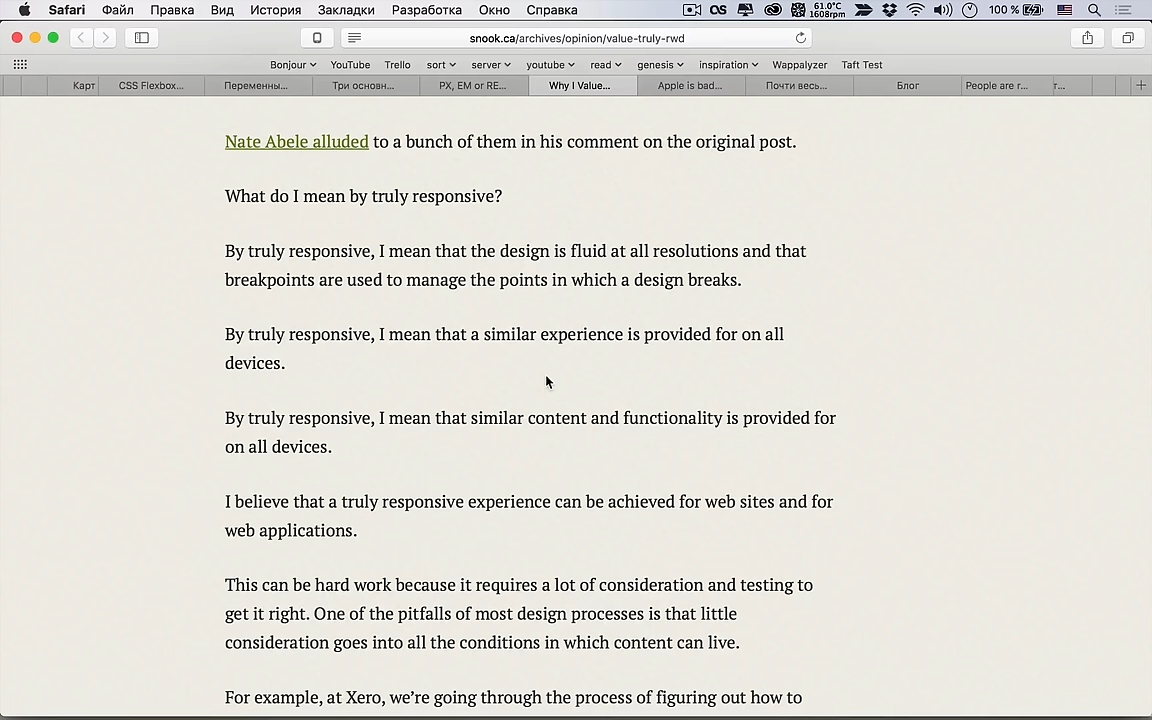 Safari Файл Правка Вид История Закладки Разработка Окно Справка OS 61.0°C 1608rpm 100 %
snook.ca/archives/opinion/value-truly-rwd
Bonjour YouTube Trello sort server youtube read genesis inspiration Wappalyzer Taft Test
Карт CSS Flexbox... Переменны... Три основн... PX, EM or RE... Why I Value... Apple is bad... Почти весь... Блог People are r... т...
Nate Abele alluded to a bunch of them in his comment on the original post.
What do I mean by truly responsive?
By truly responsive, I mean that the design is fluid at all resolutions and that
breakpoints are used to manage the points in which a design breaks.
By truly responsive, I mean that a similar experience is provided for on all
devices.
By truly responsive, I mean that similar content and functionality is provided for
on all devices.
I believe that a truly responsive experience can be achieved for web sites and for
web applications.
This can be hard work because it requires a lot of consideration and testing to
get it right. One of the pitfalls of most design processes is that little
consideration goes into all the conditions in which content can live.
For example, at Xero, we’re going through the process of figuring out how to